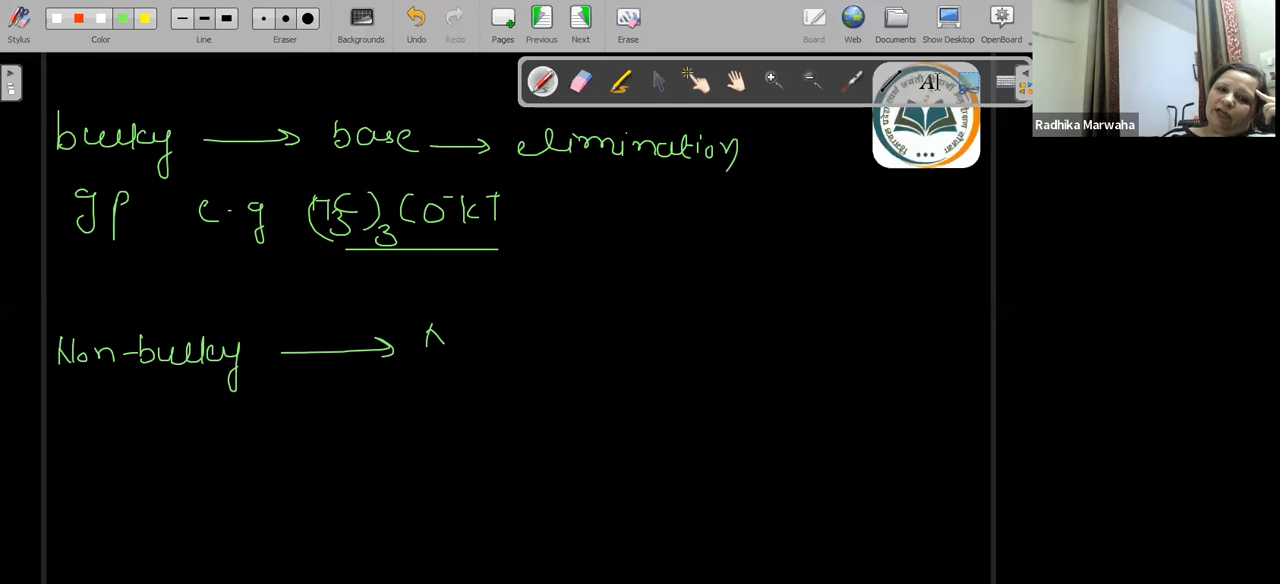 Stylus Color Line Eraser Backgrounds Undo Redo Pages Previous Next Erase Board Web Documents Show Desktop OpenBoard
Radhika Marwaha
bulky → base → elimination
gp e.g (H3C)3CO⁻K⁺
Non-bulky →